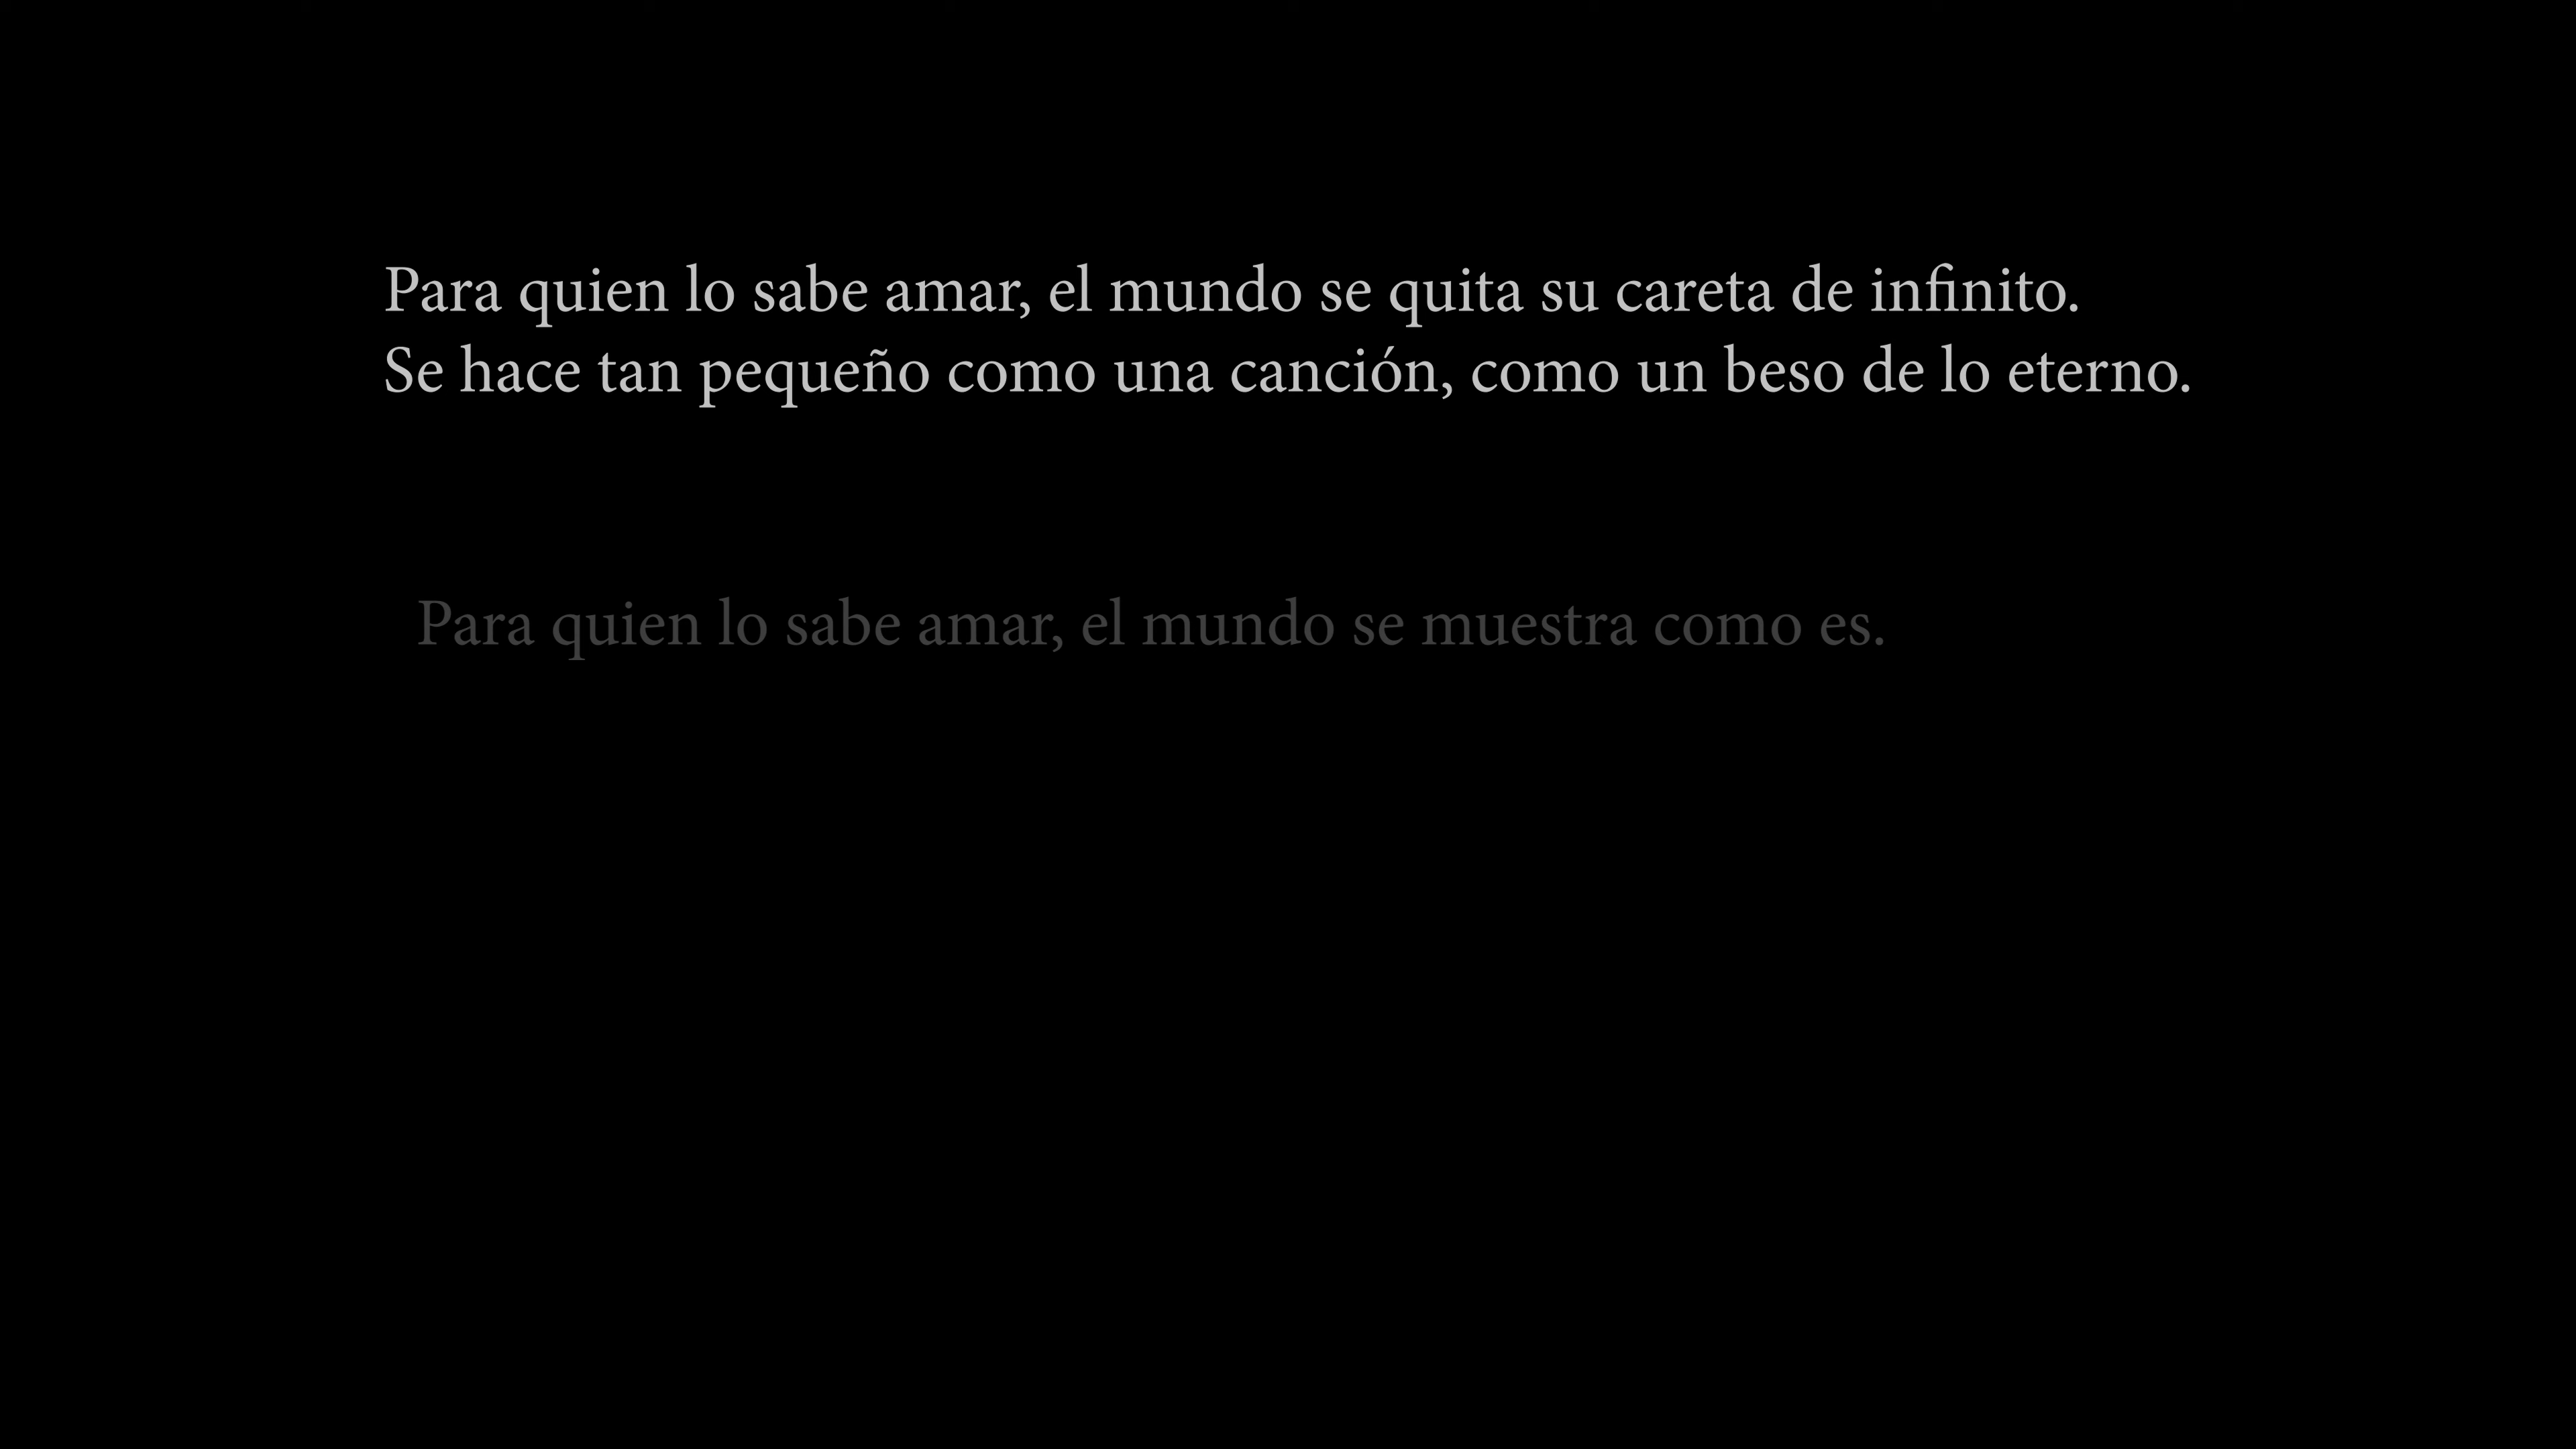 Para quien lo sabe amar, el mundo se quita su careta de infinito.
Se hace tan pequeño como una canción, como un beso de lo eterno.
Para quien lo sabe amar, el mundo se muestra como es.